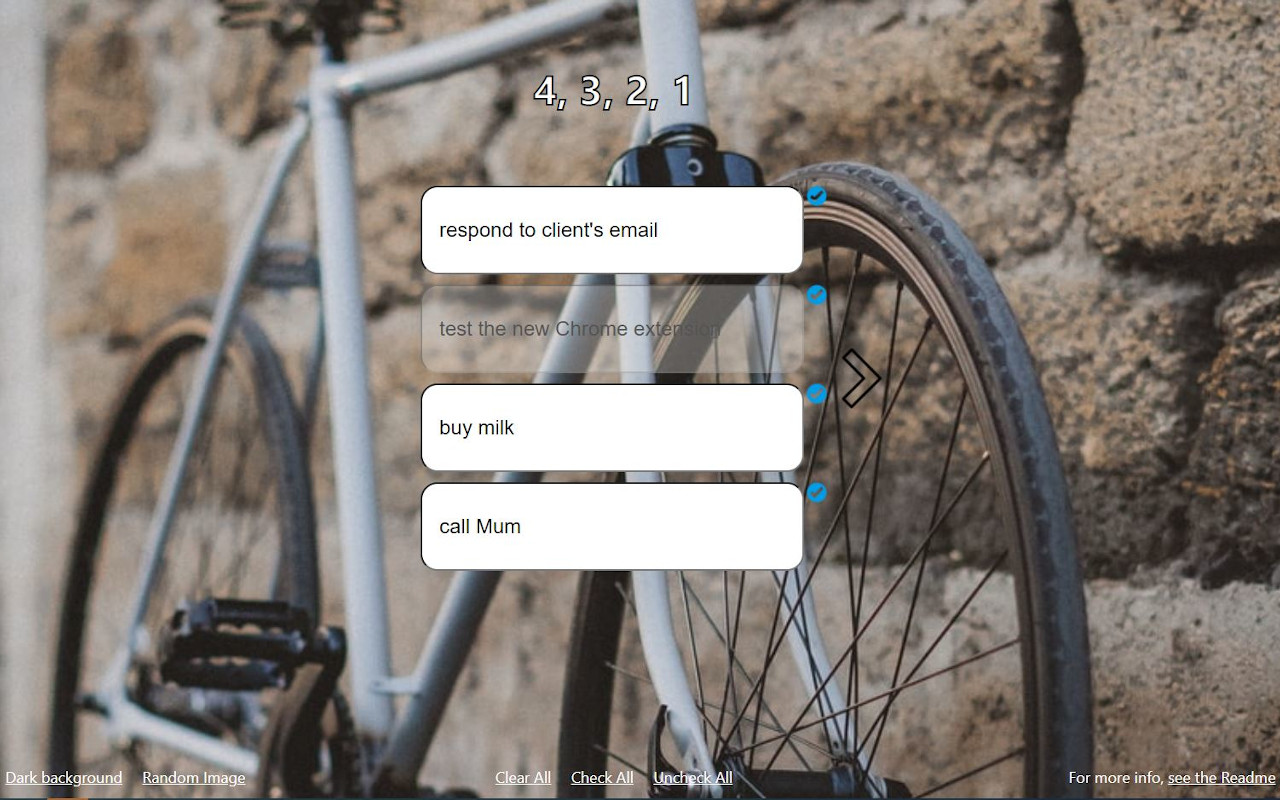 4, 3, 2, 1
respond to client's email
test the new Chrome extension
buy milk
call Mum
Dark background Random Image Clear All Check All Uncheck All For more info, see the Readme